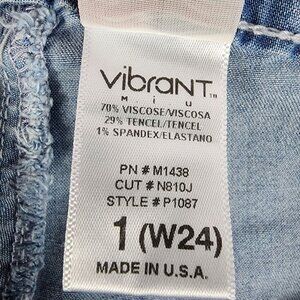 vibrant™
M I U
70% VISCOSE/VISCOSA
29% TENCEL/TENCEL
1% SPANDEX/ELASTANO
PN # M1438
CUT # N810J
STYLE # P1087
1 (W24)
MADE IN U.S.A.